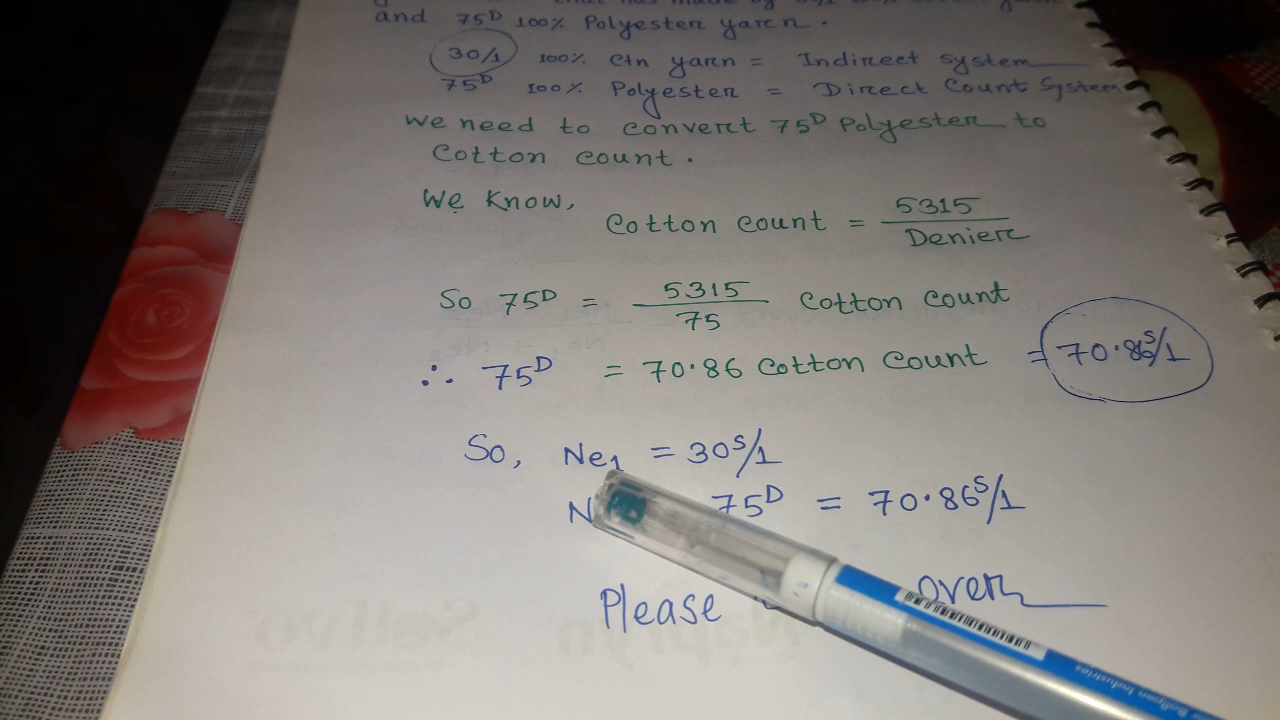 and 75D 100% Polyester yarn.
30/1 100% Ctn yarn = Indirect system
75D 100% Polyester = Direct Count System
We need to convert 75D Polyester to
Cotton count.
We know,
Cotton count = 5315 / Denier
So 75D = 5315 / 75 Cotton count
∴ 75D = 70.86 Cotton Count = 70.86S/1
So, Ne1 = 30S/1
N 75D = 70.86S/1
Please over